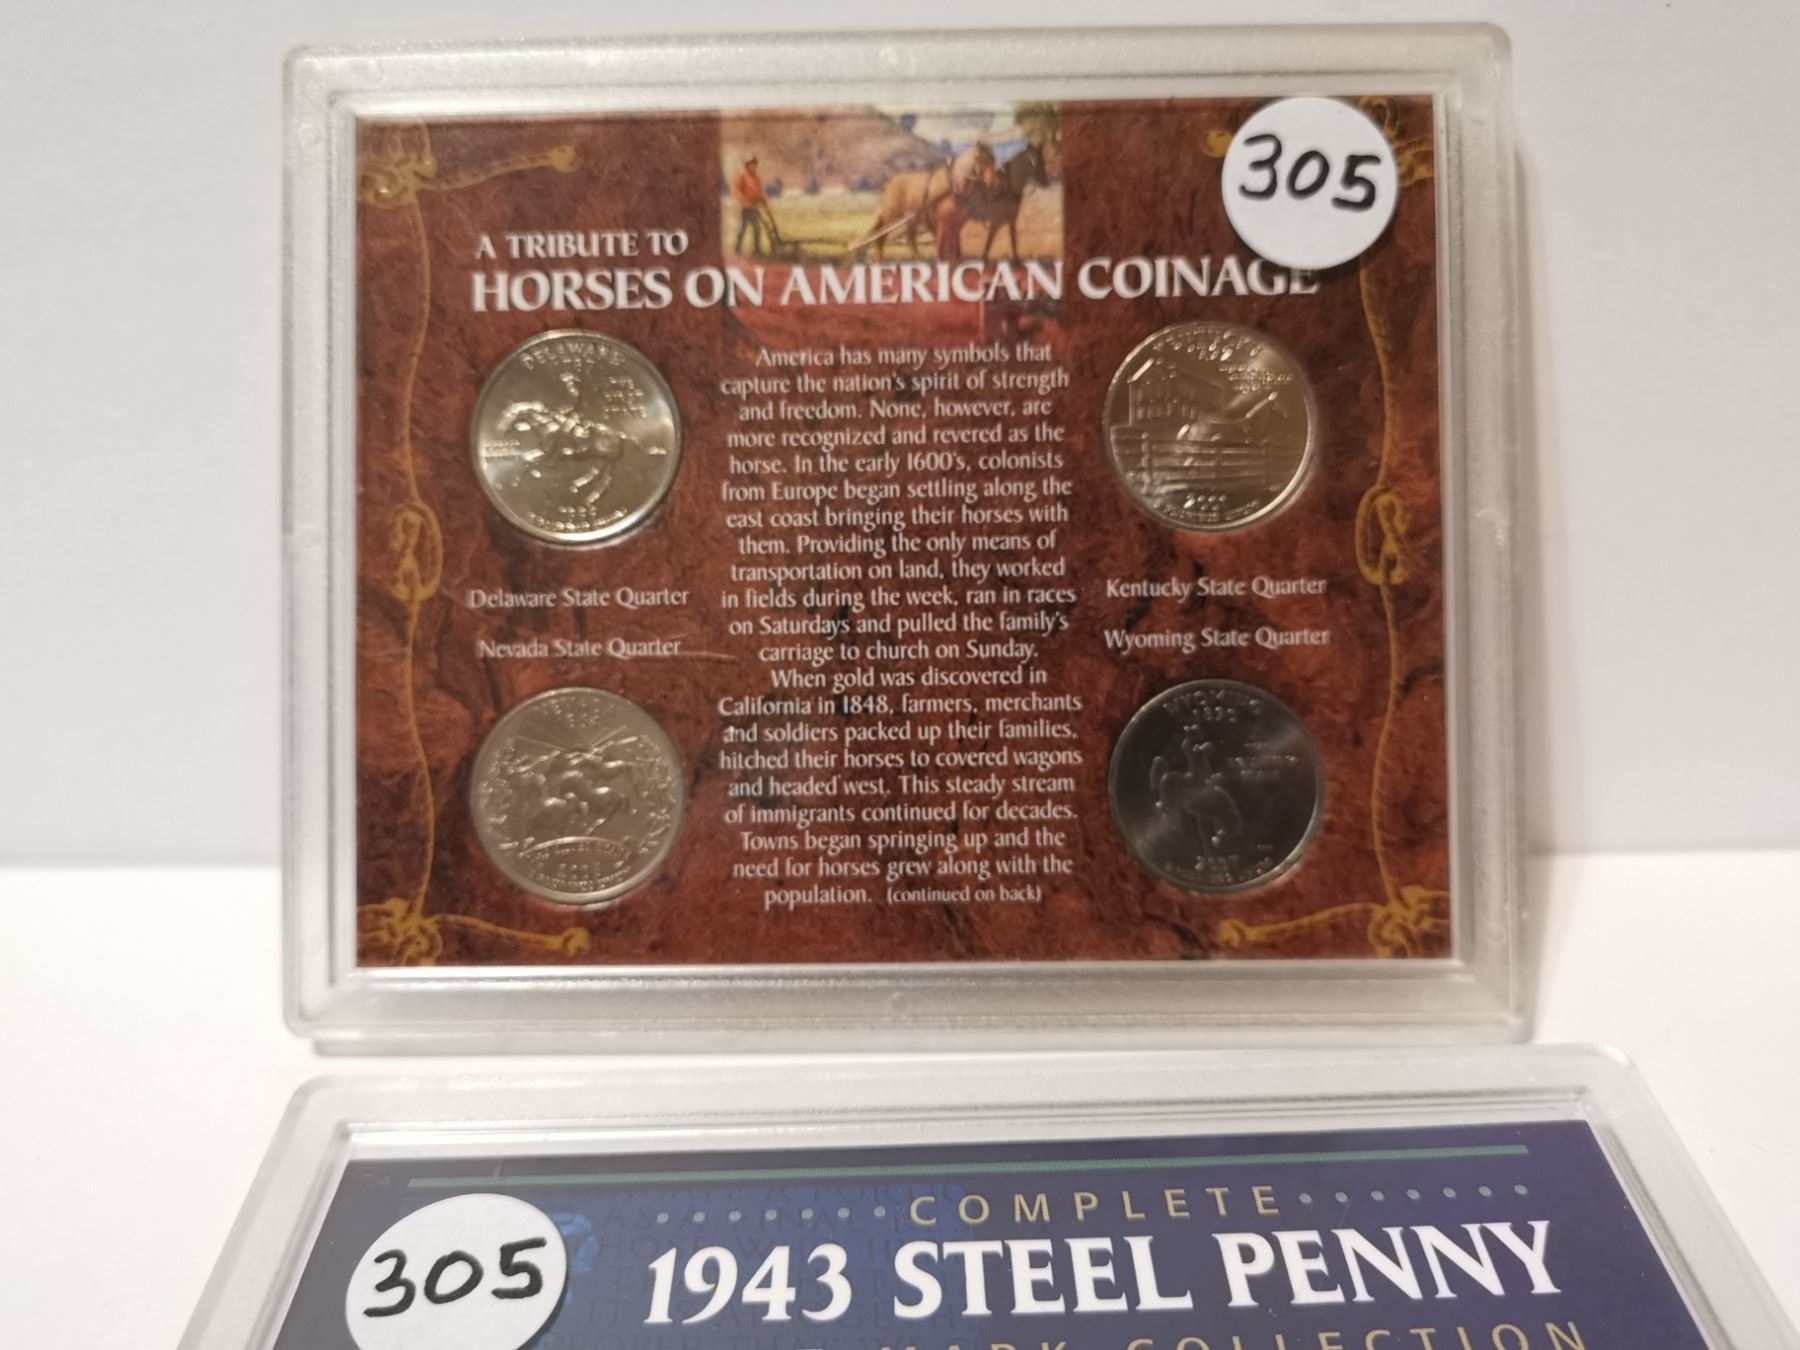 305
A TRIBUTE TO
HORSES ON AMERICAN COINAGE
DELAWARE
America has many symbols that
capture the nation's spirit of strength
and freedom. None, however, are
more recognized and revered as the
horse. In the early 1600's, colonists
from Europe began settling along the
east coast bringing their horses with
them. Providing the only means of
transportation on land, they worked
in fields during the week, ran in races
on Saturdays and pulled the family's
carriage to church on Sunday.
When gold was discovered in
California in 1848, farmers, merchants
and soldiers packed up their families,
hitched their horses to covered wagons
and headed west. This steady stream
of immigrants continued for decades.
Towns began springing up and the
need for horses grew along with the
population. (continued on back)
Delaware State Quarter
Nevada State Quarter
Kentucky State Quarter
Wyoming State Quarter
NEVADA
WYOMING
1890
2007
305
COMPLETE
1943 STEEL PENNY
MARK COLLECTION